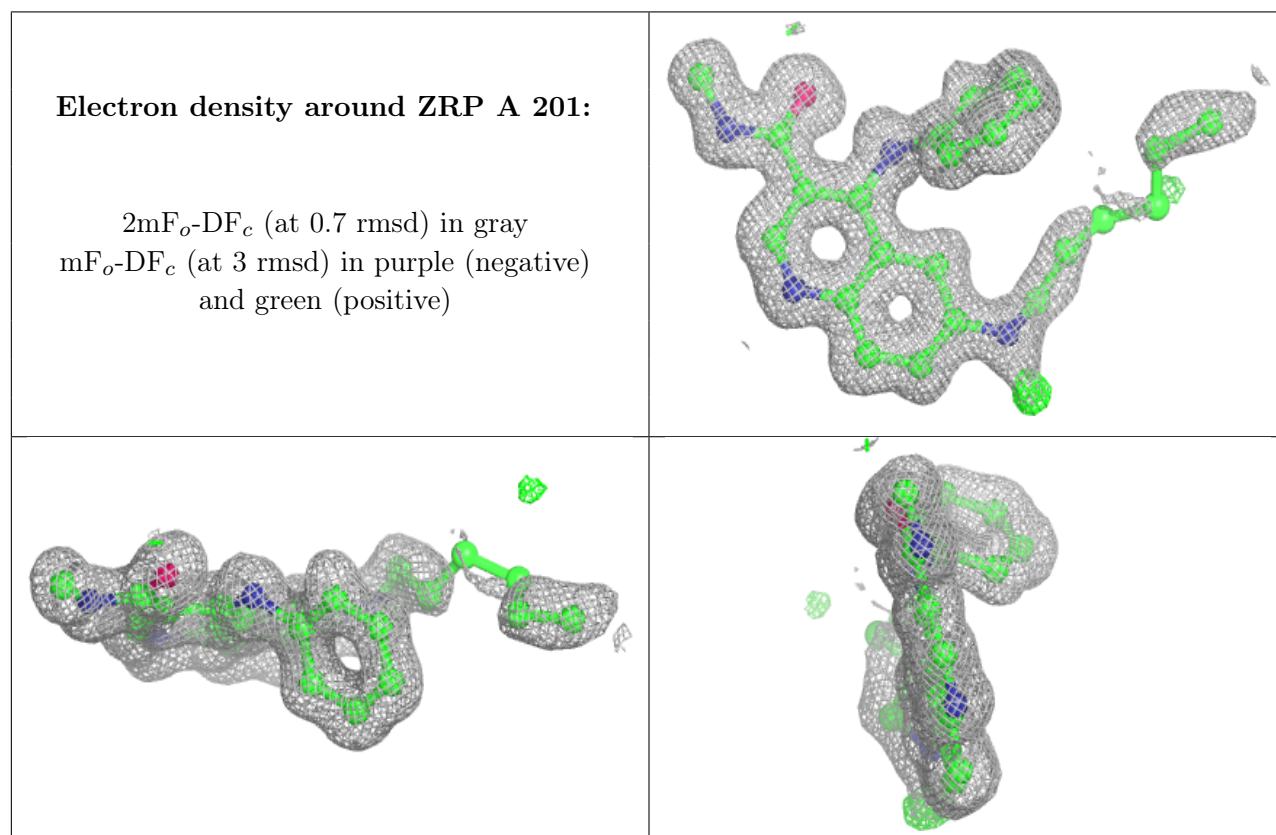 Electron density around ZRP A 201:
2mFo-DFc (at 0.7 rmsd) in gray
mFo-DFc (at 3 rmsd) in purple (negative)
and green (positive)